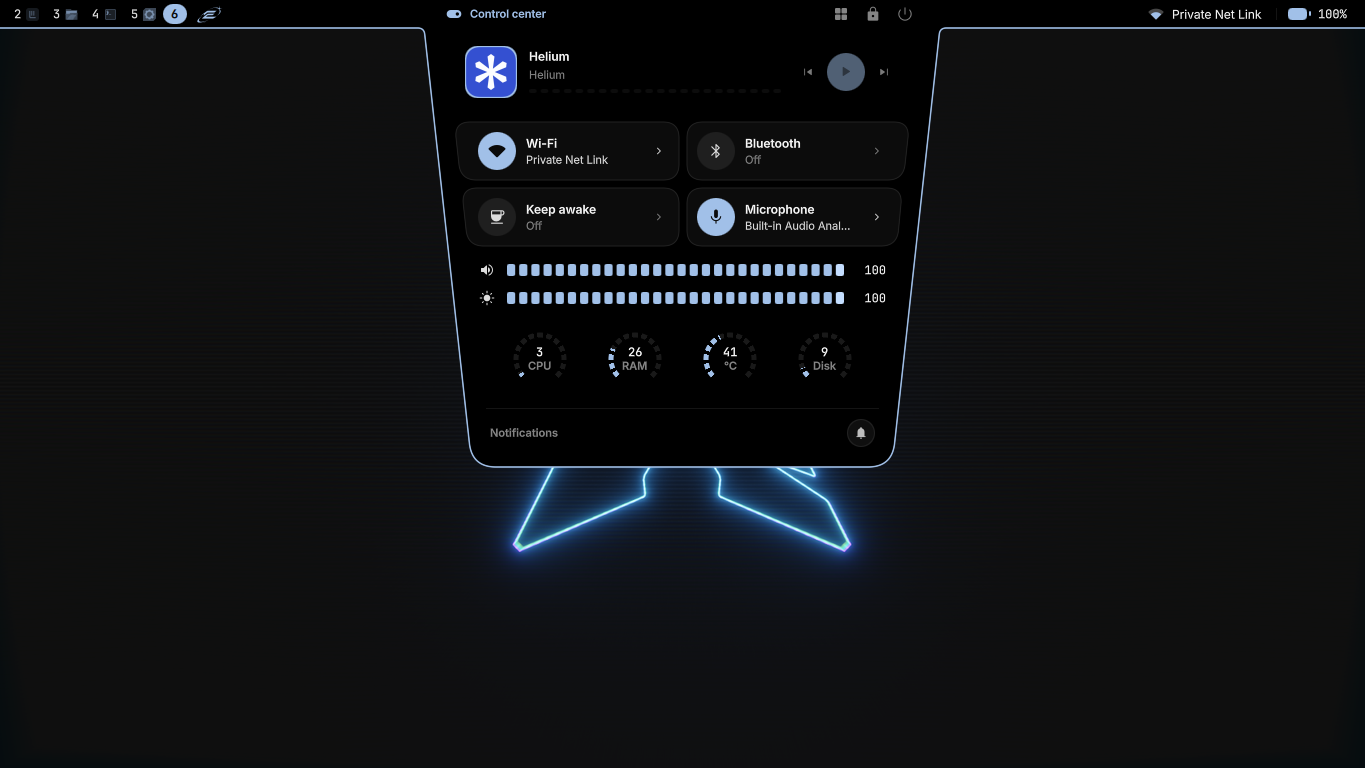 2 3 4 5 6
Control center
Private Net Link 100%
Helium
Helium
Wi-Fi
Private Net Link
Bluetooth
Off
Keep awake
Off
Microphone
Built-in Audio Anal...
100
100
3
CPU
26
RAM
41
°C
9
Disk
Notifications